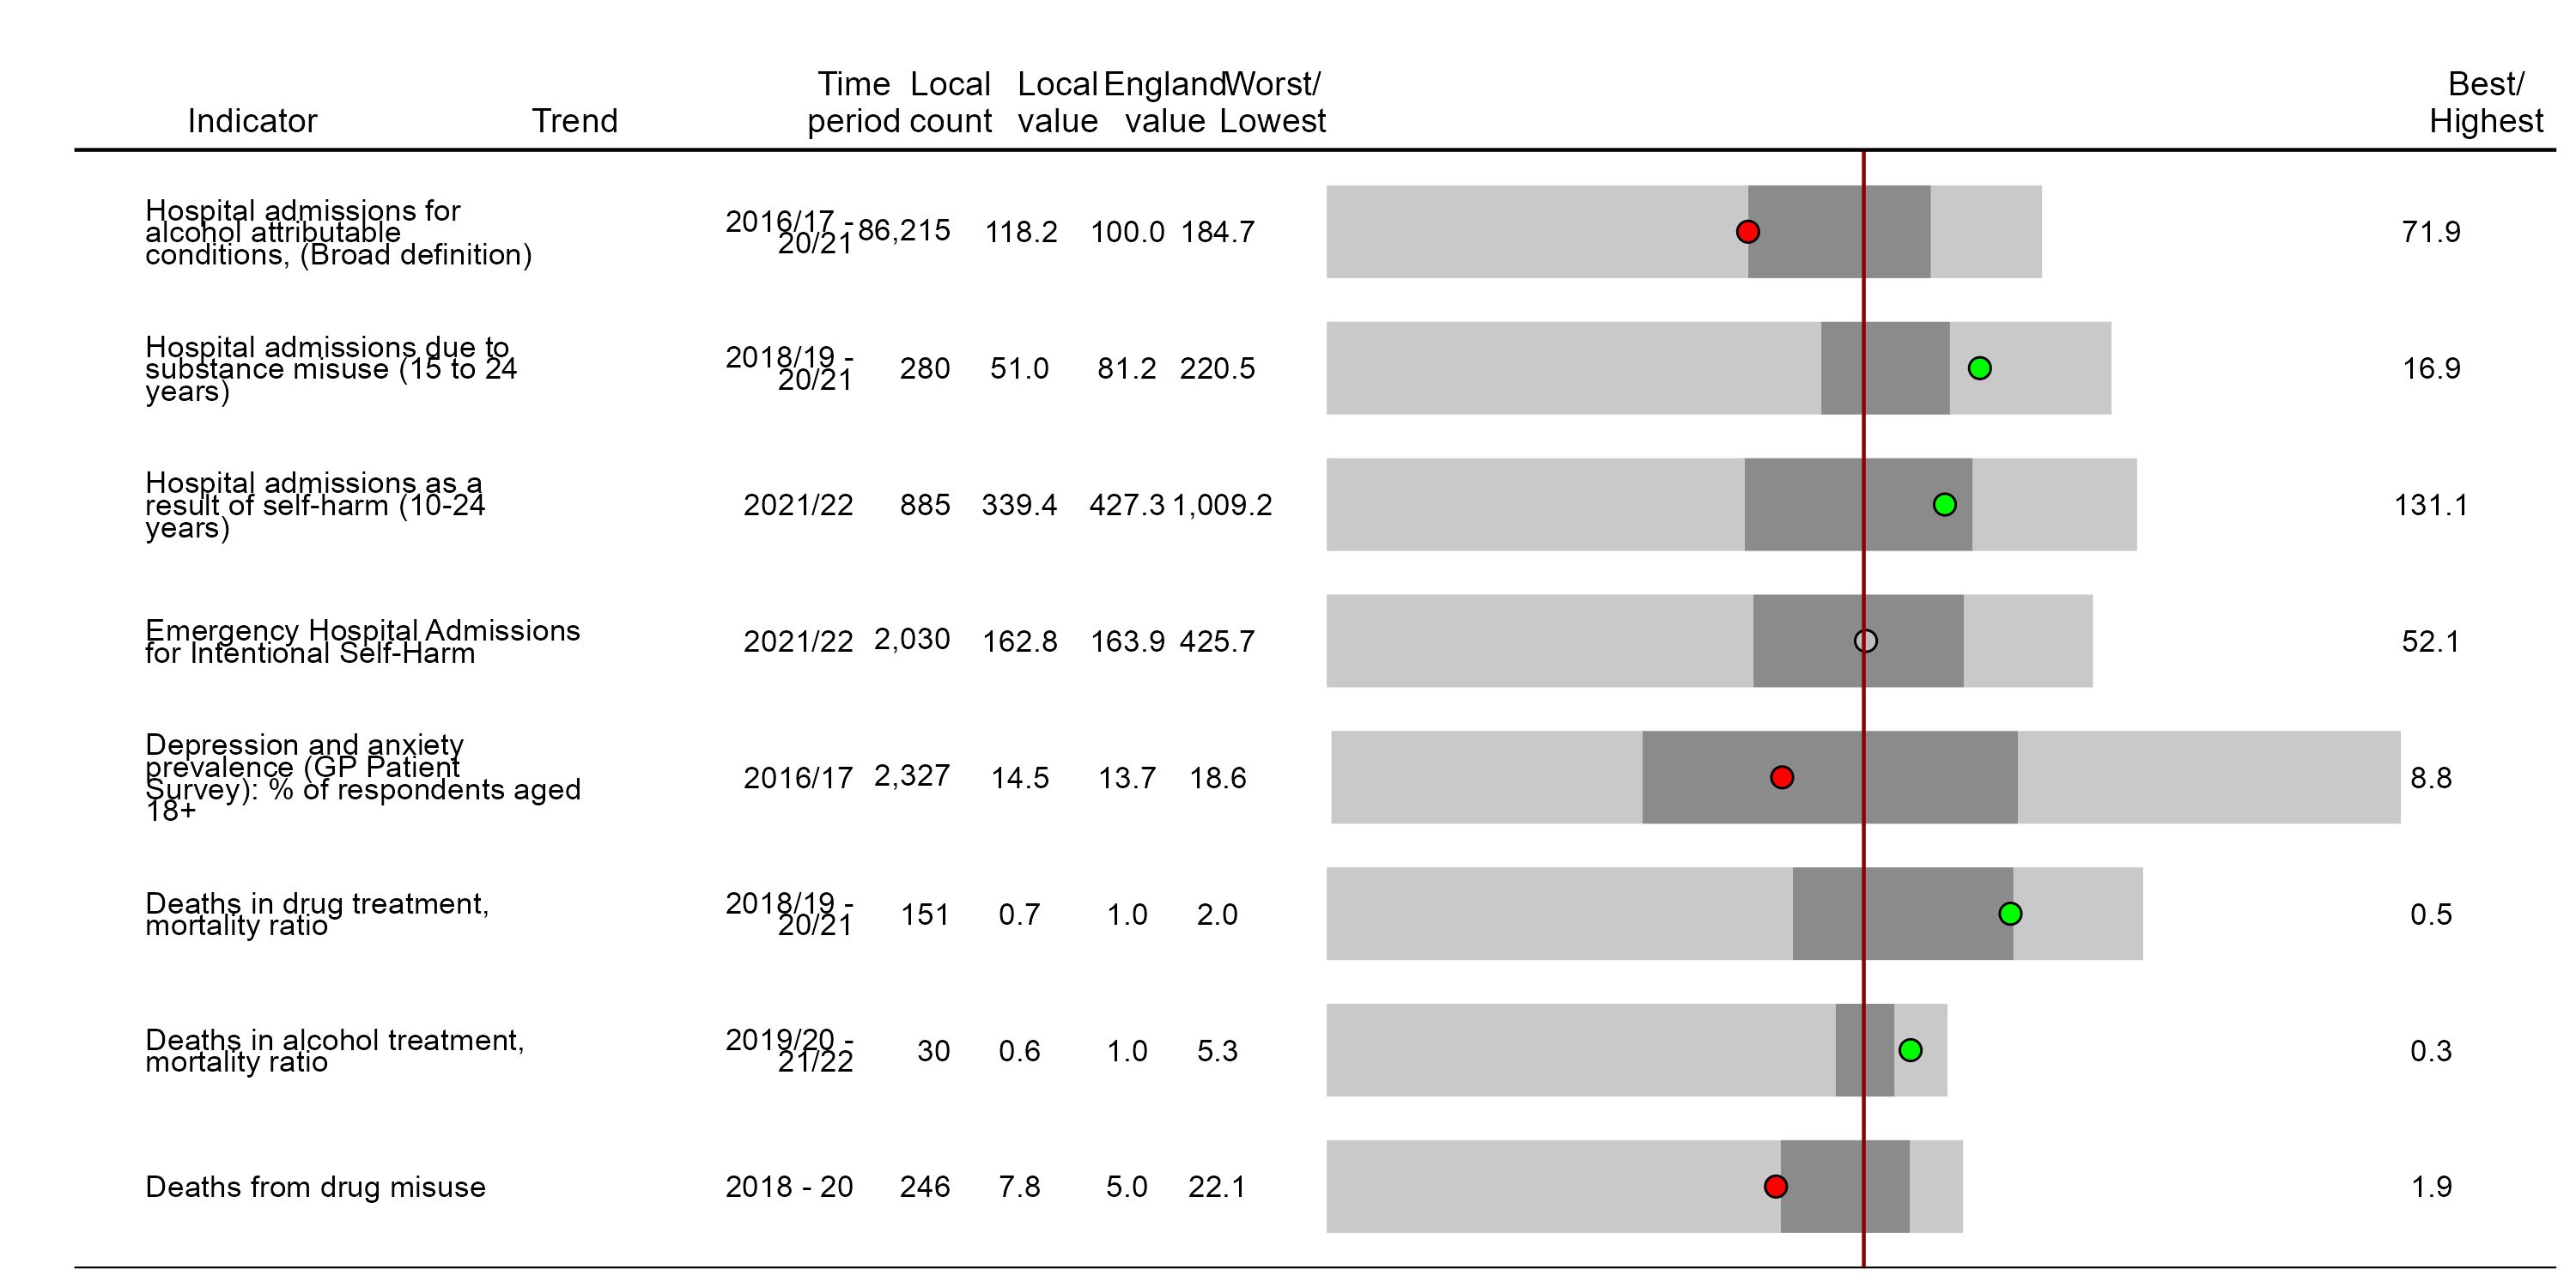 Indicator Trend Time period Local count Local value England value Worst/ Lowest Best/ Highest
Hospital admissions for
alcohol attributable
conditions, (Broad definition)
2016/17 -
20/21
86,215 118.2 100.0 184.7 71.9
Hospital admissions due to
substance misuse (15 to 24
years)
2018/19 -
20/21
280 51.0 81.2 220.5 16.9
Hospital admissions as a
result of self-harm (10-24
years)
2021/22 885 339.4 427.3 1,009.2 131.1
Emergency Hospital Admissions
for Intentional Self-Harm
2021/22 2,030 162.8 163.9 425.7 52.1
Depression and anxiety
prevalence (GP Patient
Survey): % of respondents aged
18+
2016/17 2,327 14.5 13.7 18.6 8.8
Deaths in drug treatment,
mortality ratio
2018/19 -
20/21
151 0.7 1.0 2.0 0.5
Deaths in alcohol treatment,
mortality ratio
2019/20 -
21/22
30 0.6 1.0 5.3 0.3
Deaths from drug misuse 2018 - 20 246 7.8 5.0 22.1 1.9